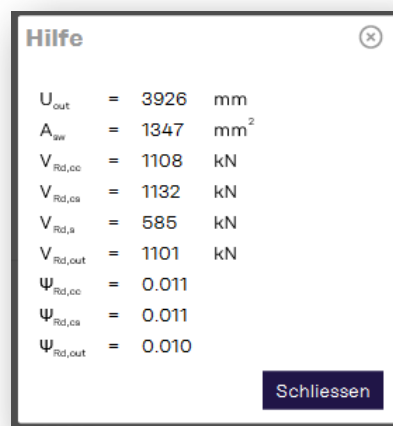 Hilfe
U_out = 3926 mm
A_sw = 1347 mm²
V_Rd,cc = 1108 kN
V_Rd,cs = 1132 kN
V_Rd,s = 585 kN
V_Rd,out = 1101 kN
Ψ_Rd,cc = 0.011
Ψ_Rd,cs = 0.011
Ψ_Rd,out = 0.010
Schliessen